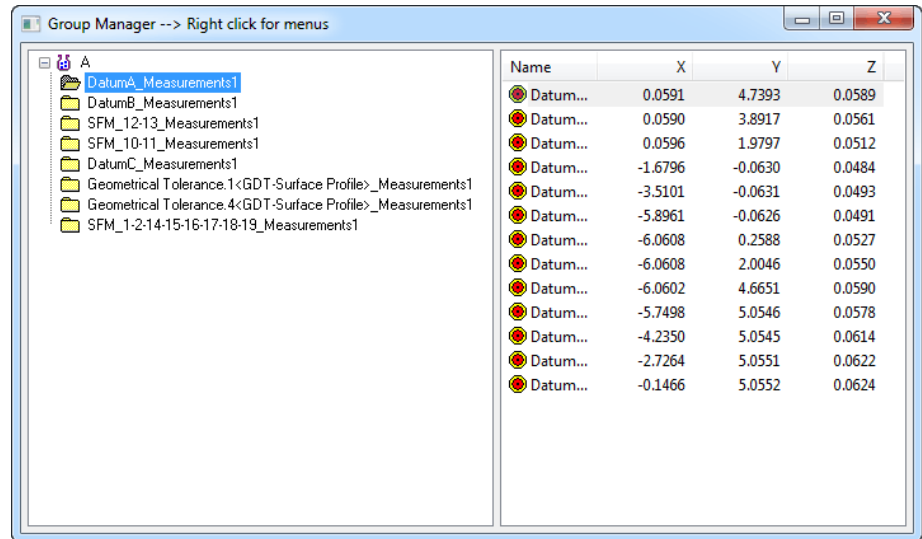 Group Manager --> Right click for menus
A
DatumA_Measurements1
DatumB_Measurements1
SFM_12-13_Measurements1
SFM_10-11_Measurements1
DatumC_Measurements1
Geometrical Tolerance.1<GDT-Surface Profile>_Measurements1
Geometrical Tolerance.4<GDT-Surface Profile>_Measurements1
SFM_1-2-14-15-16-17-18-19_Measurements1
Name X Y Z
Datum... 0.0591 4.7393 0.0589
Datum... 0.0590 3.8917 0.0561
Datum... 0.0596 1.9797 0.0512
Datum... -1.6796 -0.0630 0.0484
Datum... -3.5101 -0.0631 0.0493
Datum... -5.8961 -0.0626 0.0491
Datum... -6.0608 0.2588 0.0527
Datum... -6.0608 2.0046 0.0550
Datum... -6.0602 4.6651 0.0590
Datum... -5.7498 5.0546 0.0578
Datum... -4.2350 5.0545 0.0614
Datum... -2.7264 5.0551 0.0622
Datum... -0.1466 5.0552 0.0624